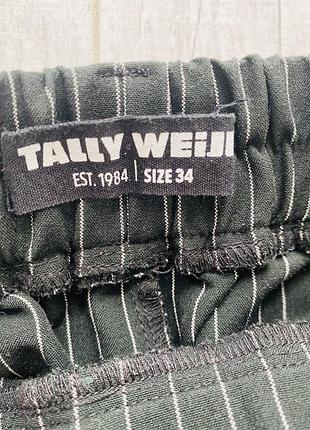 TALLY WEiJL
EST. 1984 | SIZE 34